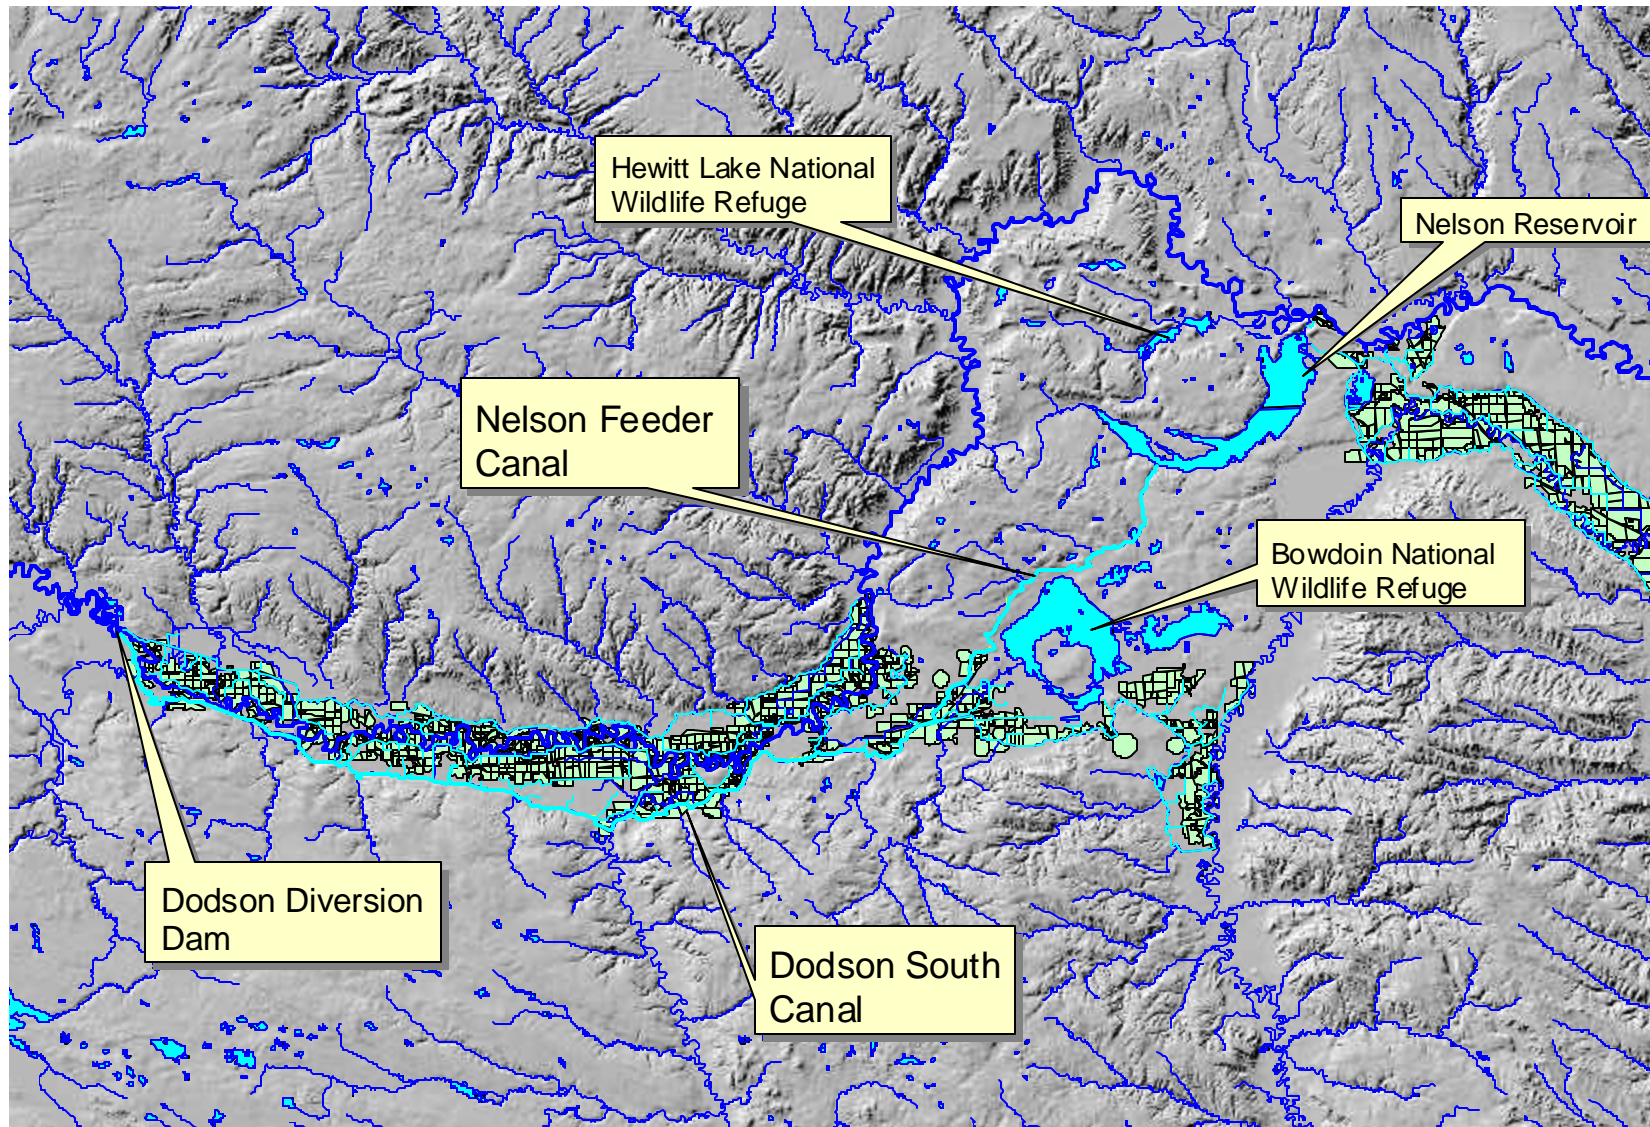 Hewitt Lake National
Wildlife Refuge
Nelson Reservoir
Nelson Feeder
Canal
Bowdoin National
Wildlife Refuge
Dodson Diversion
Dam
Dodson South
Canal